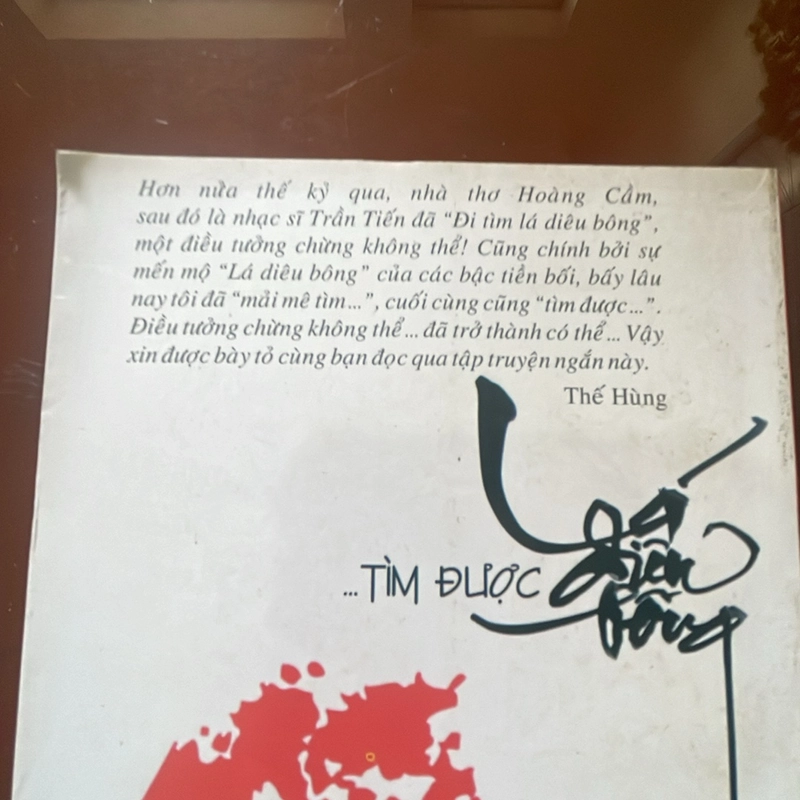 Hơn nửa thế kỷ qua, nhà thơ Hoàng Cầm,
sau đó là nhạc sĩ Trần Tiến đã “Đi tìm lá diêu bông”,
một điều tưởng chừng không thể! Cũng chính bởi sự
mến mộ “Lá diêu bông” của các bậc tiền bối, bấy lâu
nay tôi đã “mải mê tìm...”, cuối cùng cũng “tìm được...”.
Điều tưởng chừng không thể... đã trở thành có thể... Vậy
xin được bày tỏ cùng bạn đọc qua tập truyện ngắn này.
Thế Hùng
...TÌM ĐƯỢC
Lá
Diêu
Bông